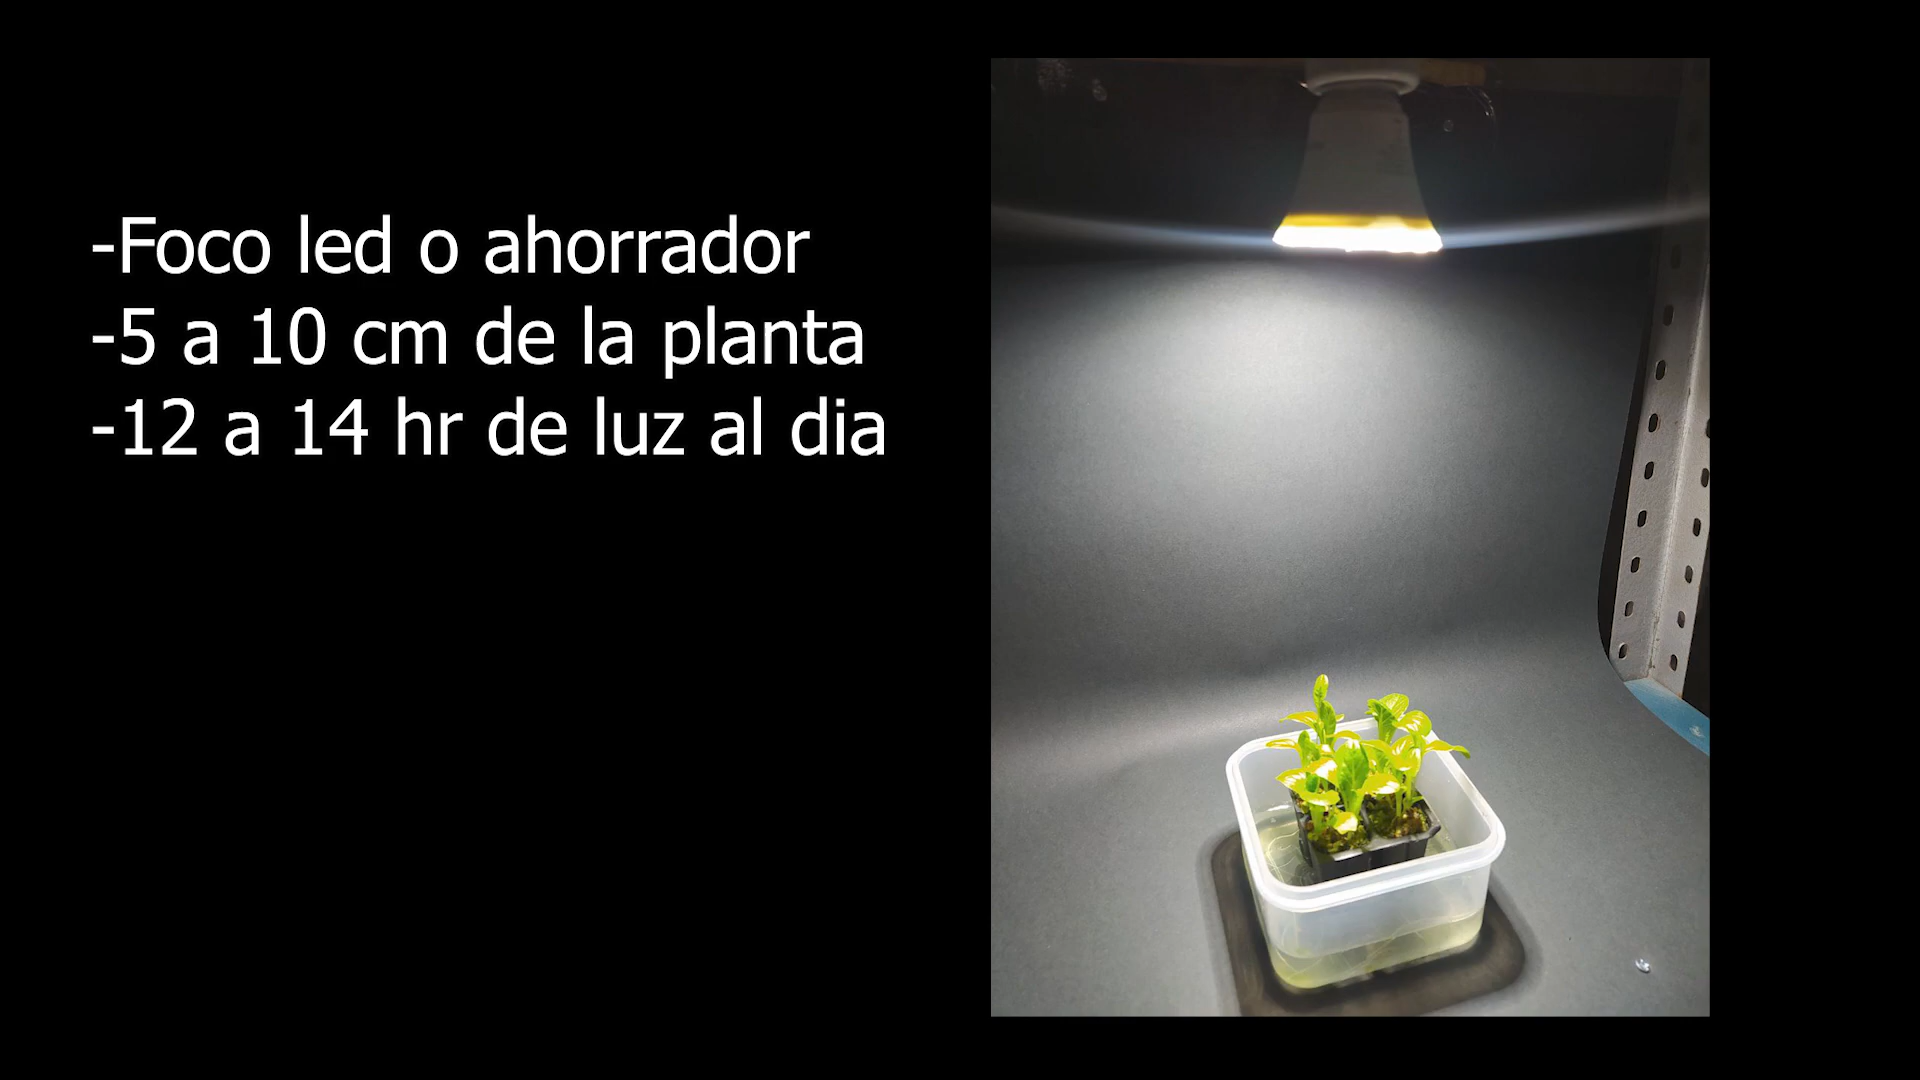 -Foco led o ahorrador
-5 a 10 cm de la planta
-12 a 14 hr de luz al dia